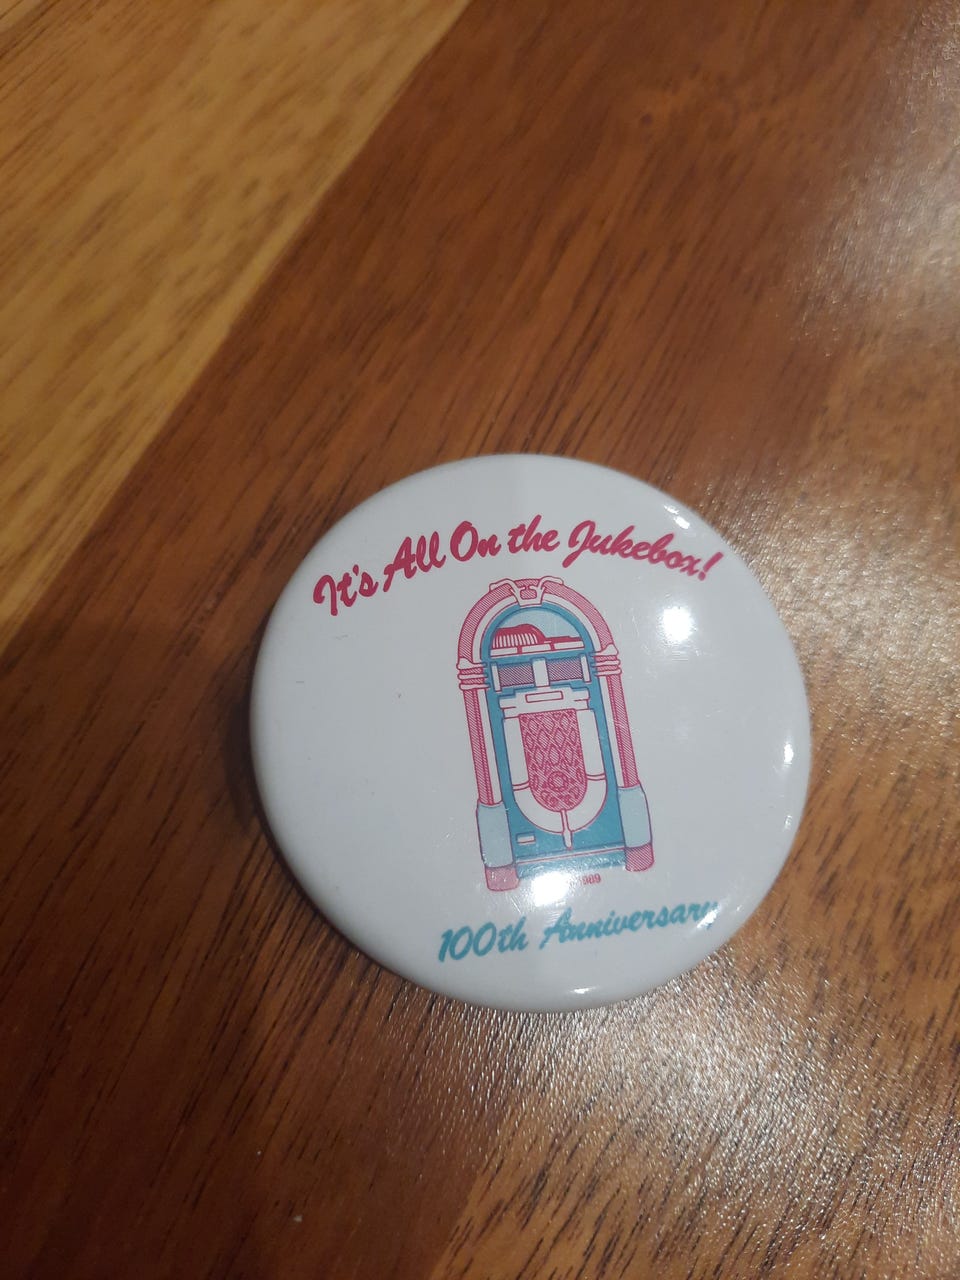 It's All On the Jukebox!
100th Anniversary